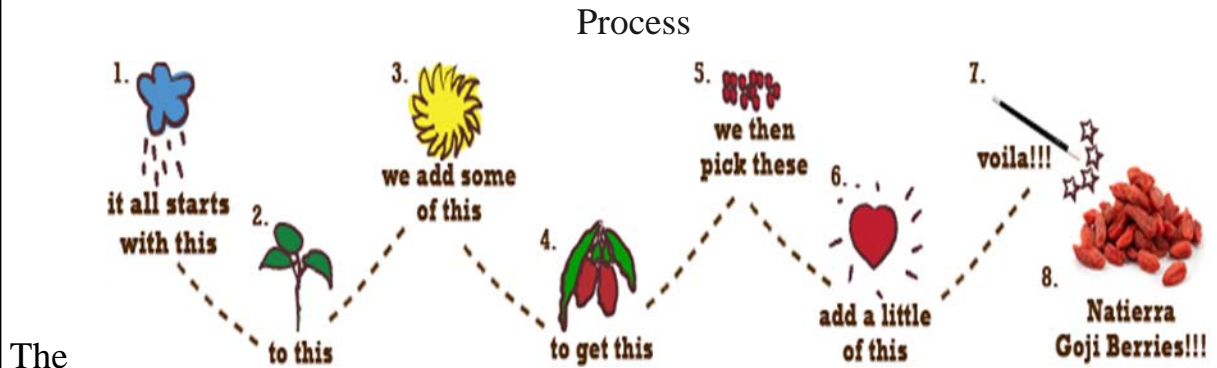 Process
1.
it all starts
with this
2.
to this
3.
we add some
of this
4.
to get this
5.
we then
pick these
6.
add a little
of this
7.
voila!!!
8.
Natierra
Goji Berries!!!
The